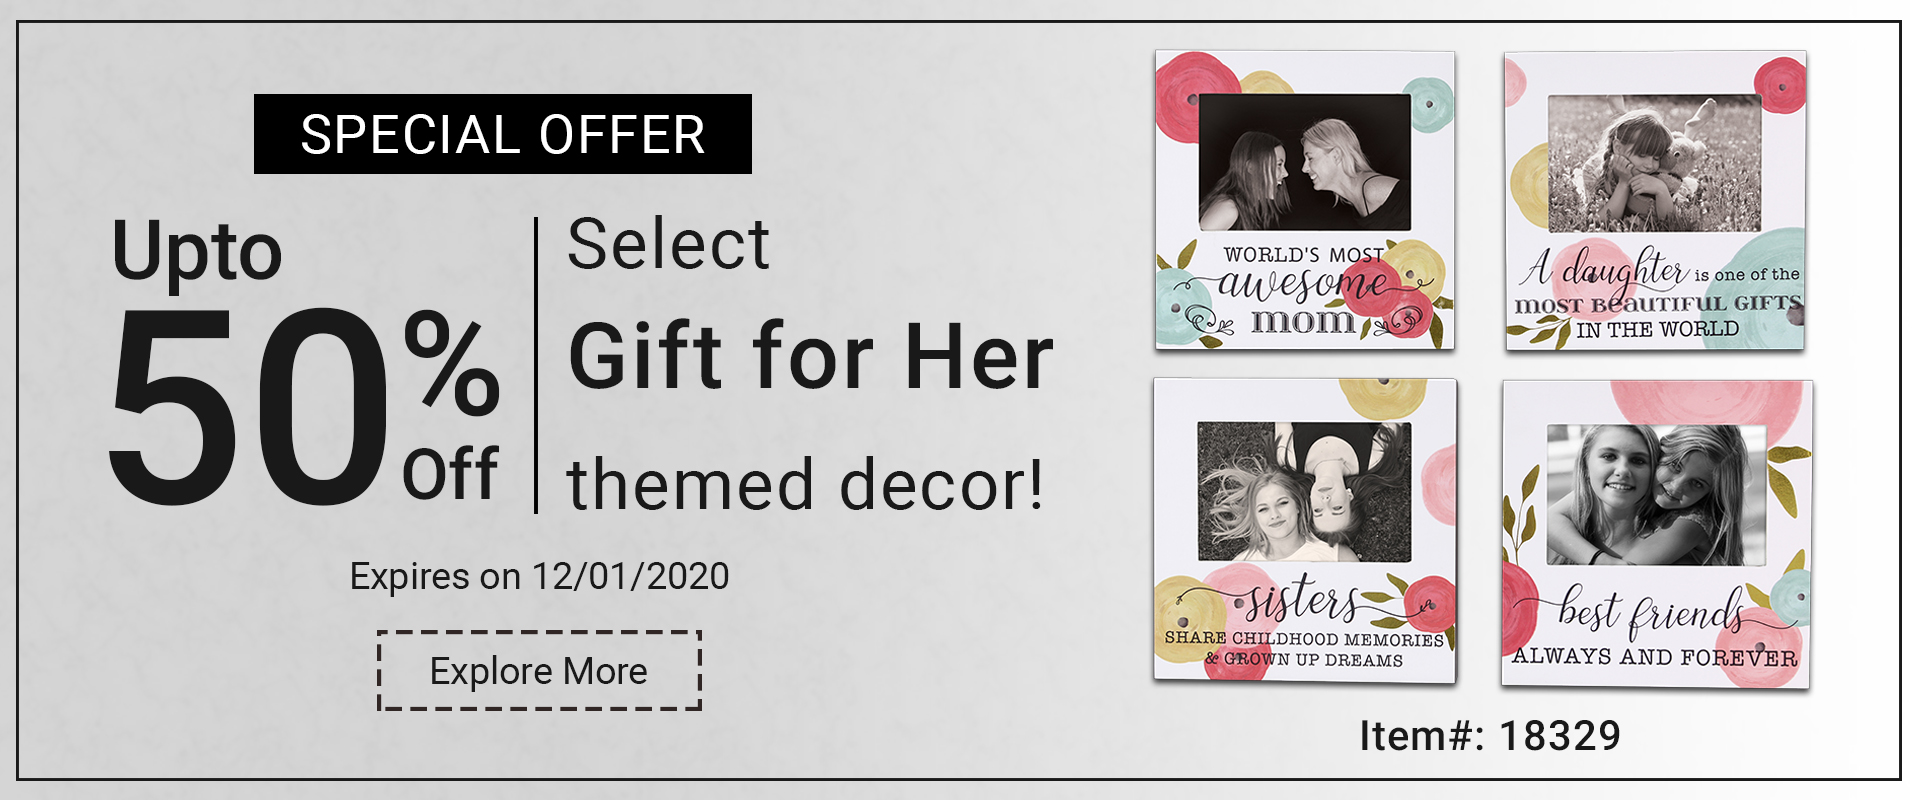 SPECIAL OFFER
Upto
50%
Off
Select
Gift for Her
themed decor!
Expires on 12/01/2020
Explore More
WORLD'S MOST
awesome
mom
A daughter is one of the
MOST BEAUTIFUL GIFTS
IN THE WORLD
sisters
SHARE CHILDHOOD MEMORIES
& GROWN UP DREAMS
best friends
ALWAYS AND FOREVER
Item#: 18329